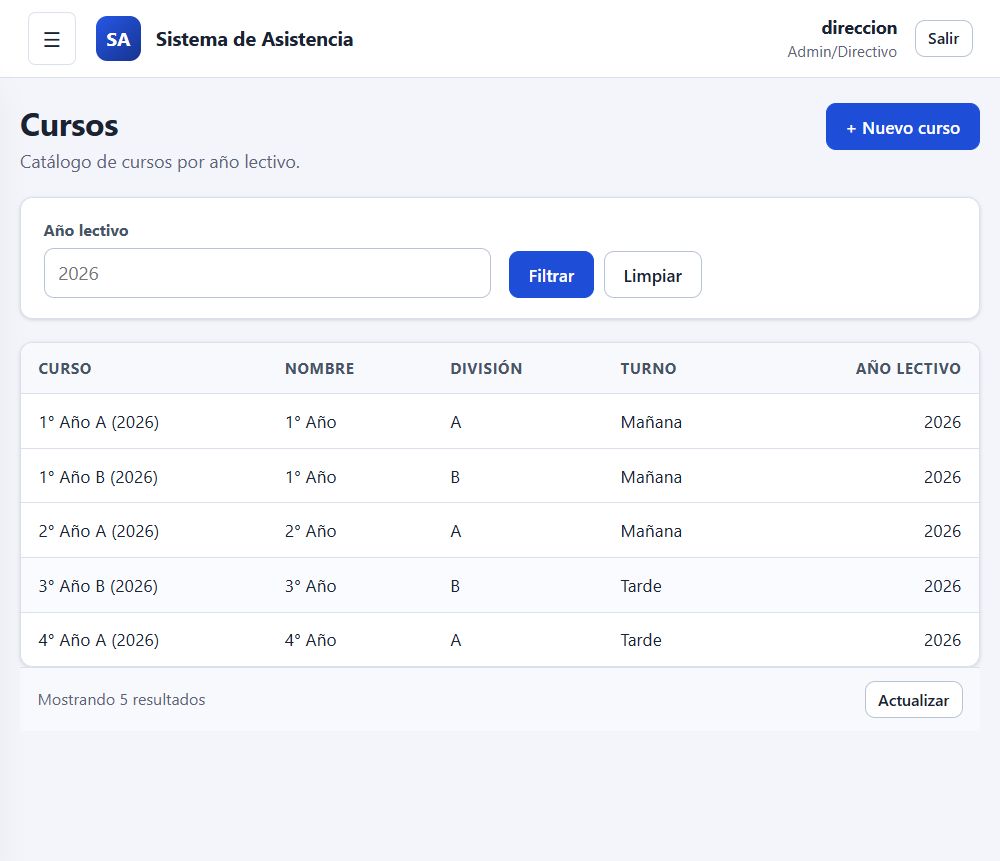 ☰ SA Sistema de Asistencia
direccion
Admin/Directivo
Salir
Cursos
Catálogo de cursos por año lectivo.
+ Nuevo curso
Año lectivo
2026 Filtrar Limpiar
CURSO NOMBRE DIVISIÓN TURNO AÑO LECTIVO
1° Año A (2026) 1° Año A Mañana 2026
1° Año B (2026) 1° Año B Mañana 2026
2° Año A (2026) 2° Año A Mañana 2026
3° Año B (2026) 3° Año B Tarde 2026
4° Año A (2026) 4° Año A Tarde 2026
Mostrando 5 resultados Actualizar